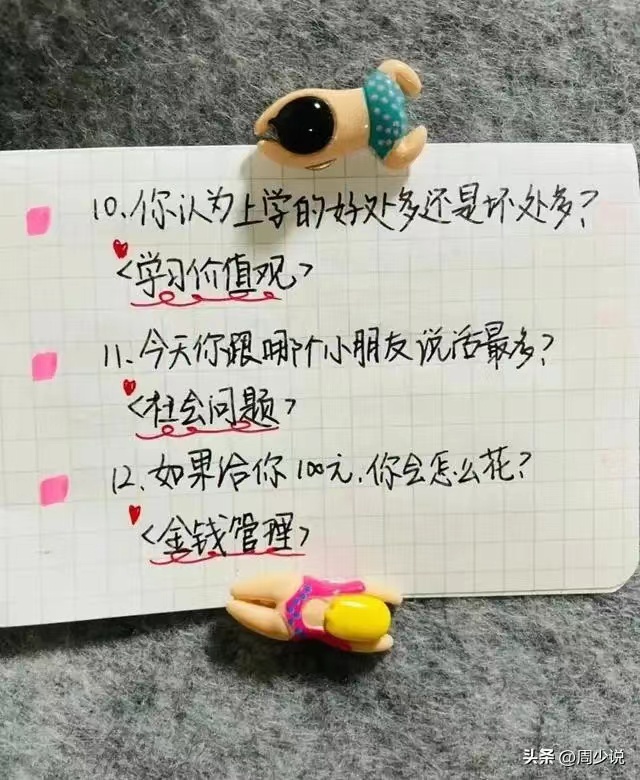 10、你认为上学的好处多还是坏处多？
<学习价值观>
11、今天你跟哪个小朋友说话最多？
<社会问题>
12、如果给你100元，你会怎么花？
<金钱管理>
头条 @周少说